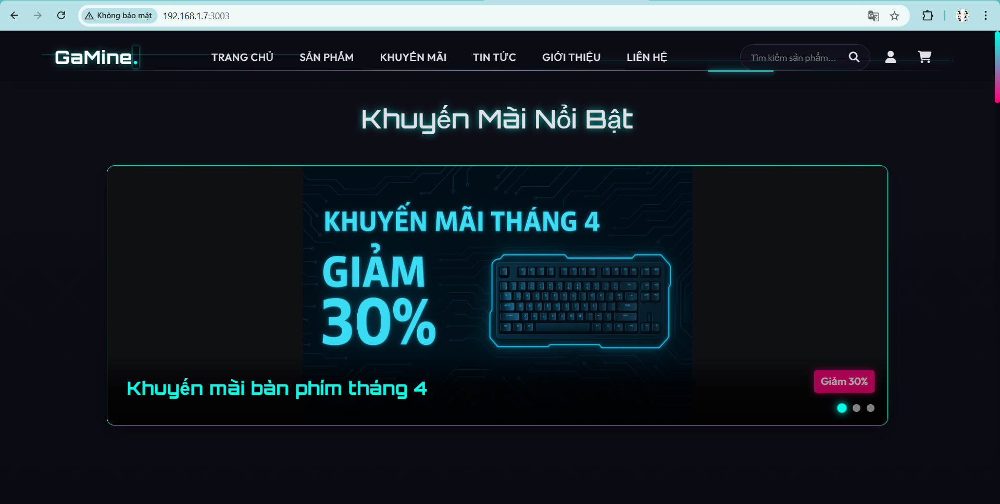 Không bảo mật
192.168.1.7:3003
GaMine.
TRANG CHỦ
SẢN PHẨM
KHUYẾN MÃI
TIN TỨC
GIỚI THIỆU
LIÊN HỆ
Tìm kiếm sản phẩm...
Khuyến Mãi Nổi Bật
KHUYẾN MÃI THÁNG 4
GIẢM
30%
Khuyến mãi bàn phím tháng 4
Giảm 30%